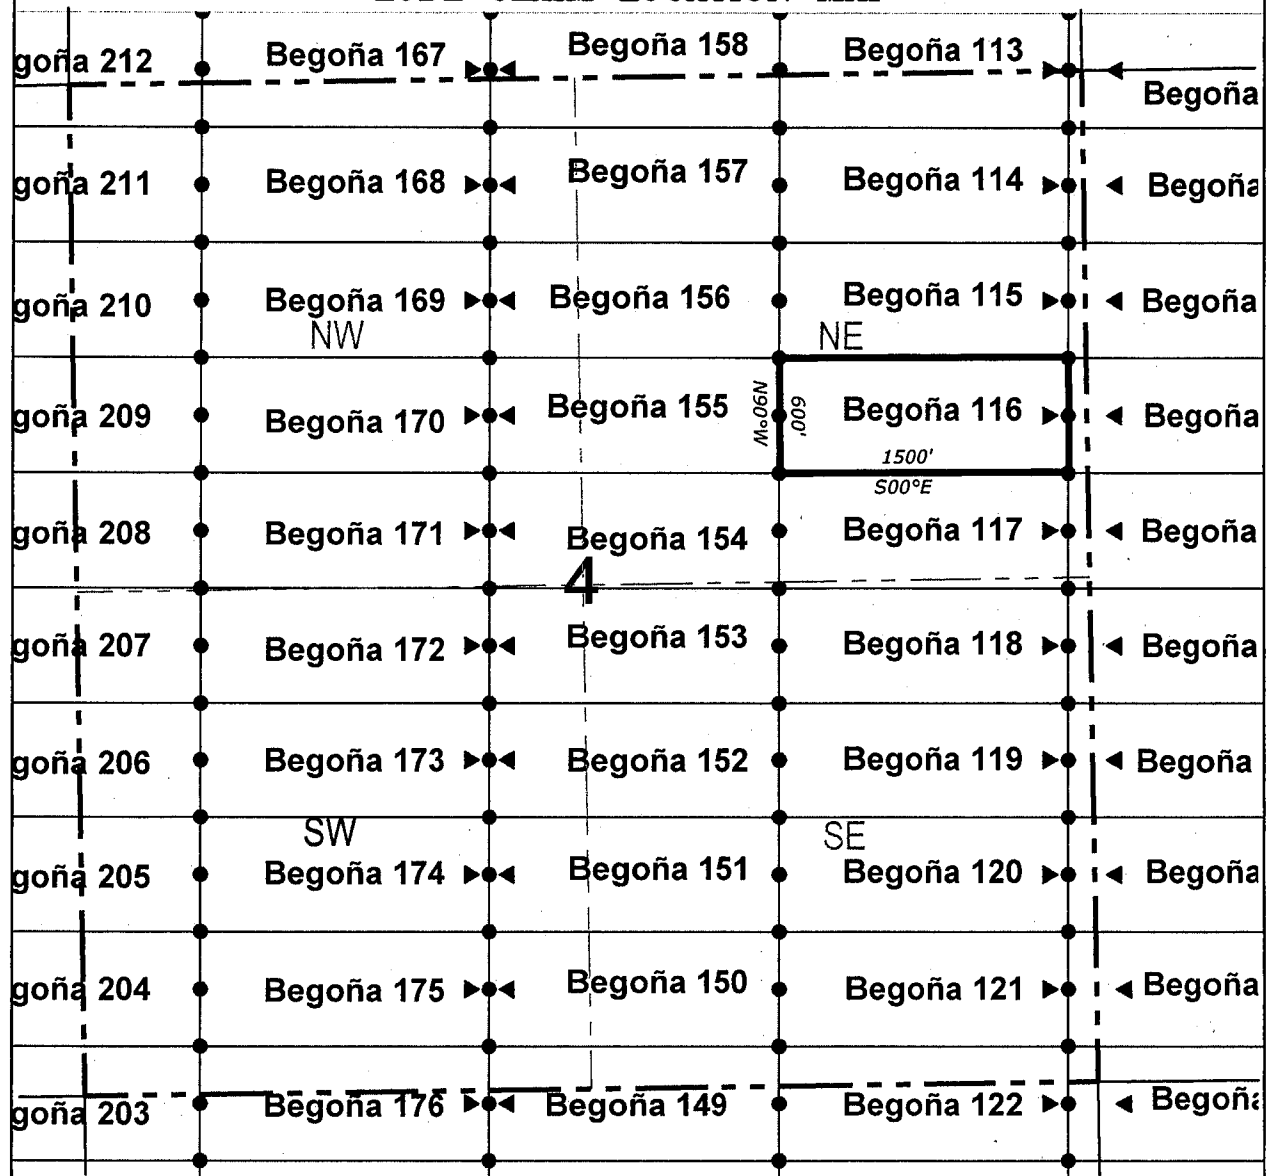 goña 212 Begoña 167 Begoña 158 Begoña 113
Begoña
goña 211 Begoña 168 Begoña 157 Begoña 114 Begoña
goña 210 Begoña 169 Begoña 156 Begoña 115 Begoña
NW NE
goña 209 Begoña 170 Begoña 155 N90°W 600' Begoña 116 Begoña
1500'
S00°E
goña 208 Begoña 171 Begoña 154 Begoña 117 Begoña
4
goña 207 Begoña 172 Begoña 153 Begoña 118 Begoña
goña 206 Begoña 173 Begoña 152 Begoña 119 Begoña
SW SE
goña 205 Begoña 174 Begoña 151 Begoña 120 Begoña
goña 204 Begoña 175 Begoña 150 Begoña 121 Begoña
goña 203 Begoña 176 Begoña 149 Begoña 122 Begoña